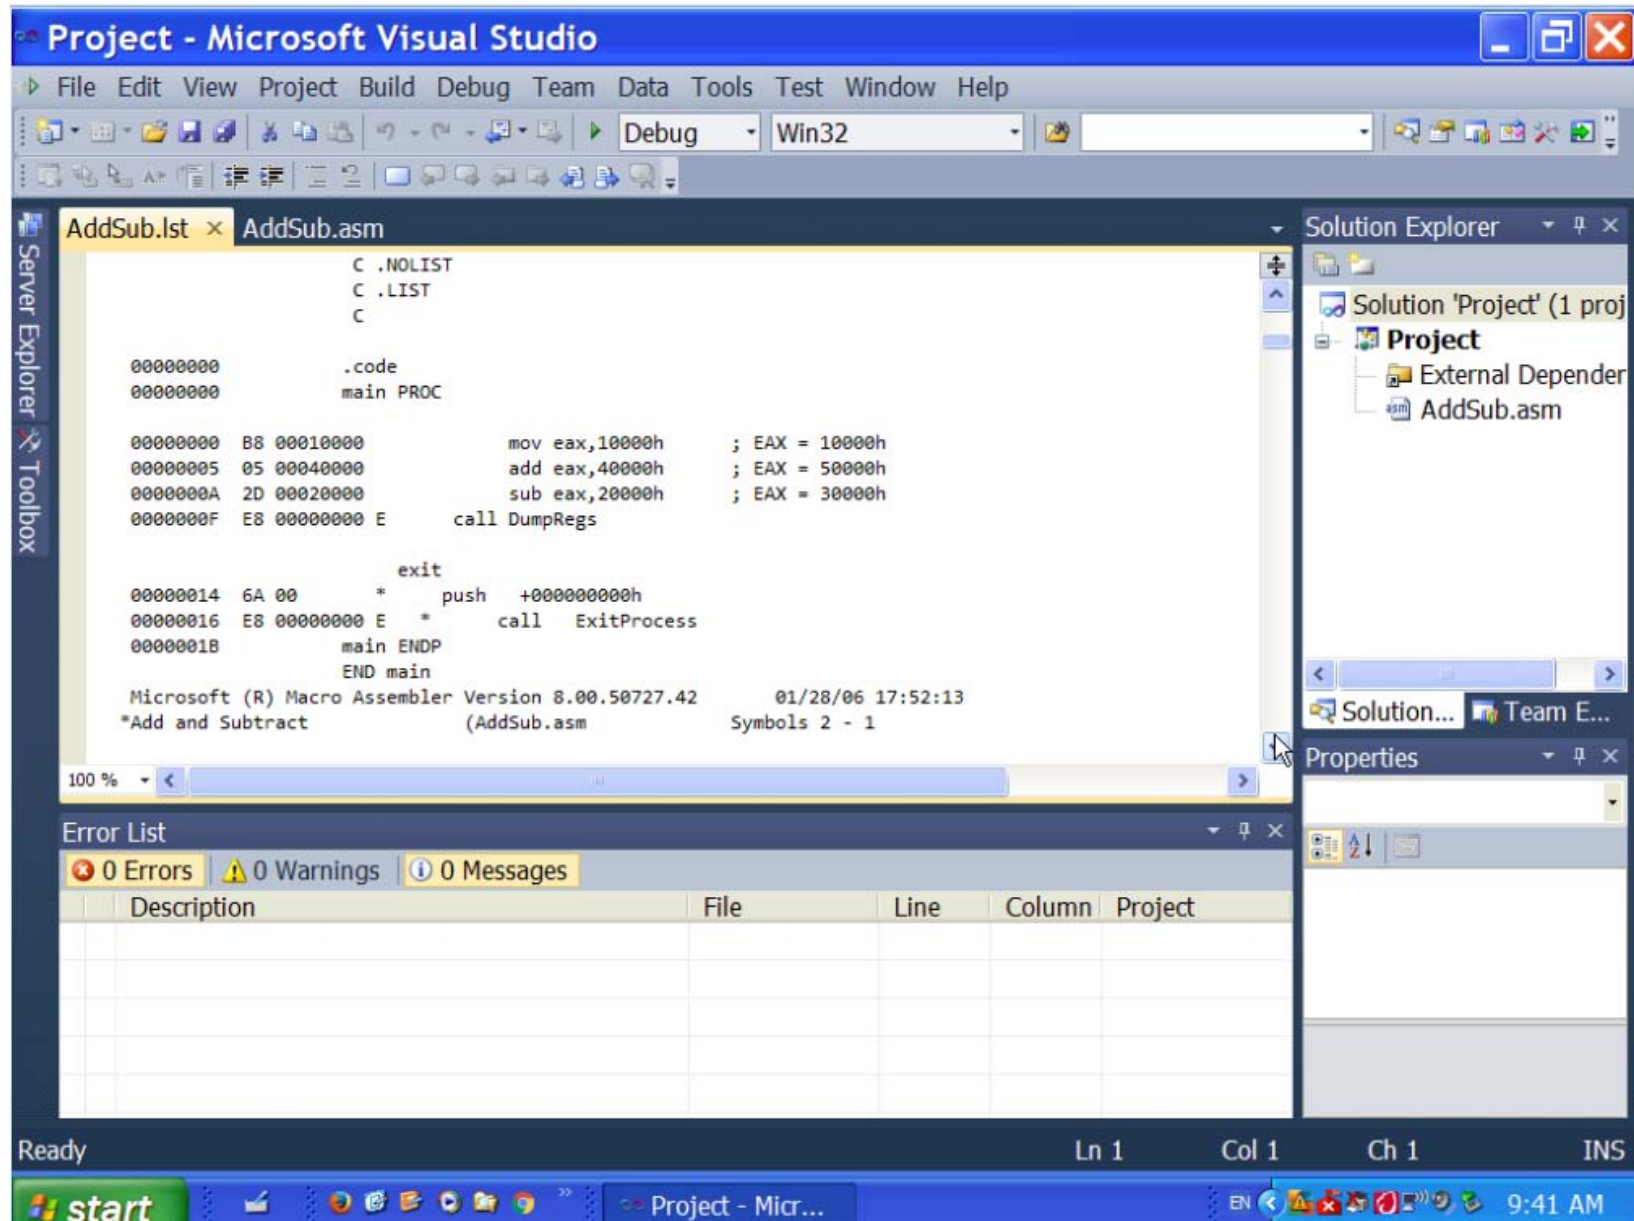 Project - Microsoft Visual Studio
File Edit View Project Build Debug Team Data Tools Test Window Help
Debug Win32
Server Explorer
Toolbox
AddSub.lst AddSub.asm
C .NOLIST
C .LIST
C
00000000 .code
00000000 main PROC
00000000 B8 00010000 mov eax,10000h ; EAX = 10000h
00000005 05 00040000 add eax,40000h ; EAX = 50000h
0000000A 2D 00020000 sub eax,20000h ; EAX = 30000h
0000000F E8 00000000 E call DumpRegs
exit
00000014 6A 00 * push +000000000h
00000016 E8 00000000 E * call ExitProcess
0000001B main ENDP
END main
Microsoft (R) Macro Assembler Version 8.00.50727.42 01/28/06 17:52:13
*Add and Subtract (AddSub.asm Symbols 2 - 1
100 %
Solution Explorer
Solution 'Project' (1 proj
Project
External Depender
AddSub.asm
Solution... Team E...
Properties
Error List
0 Errors 0 Warnings 0 Messages
Description File Line Column Project
Ready Ln 1 Col 1 Ch 1 INS
start Project - Micr... EN 9:41 AM